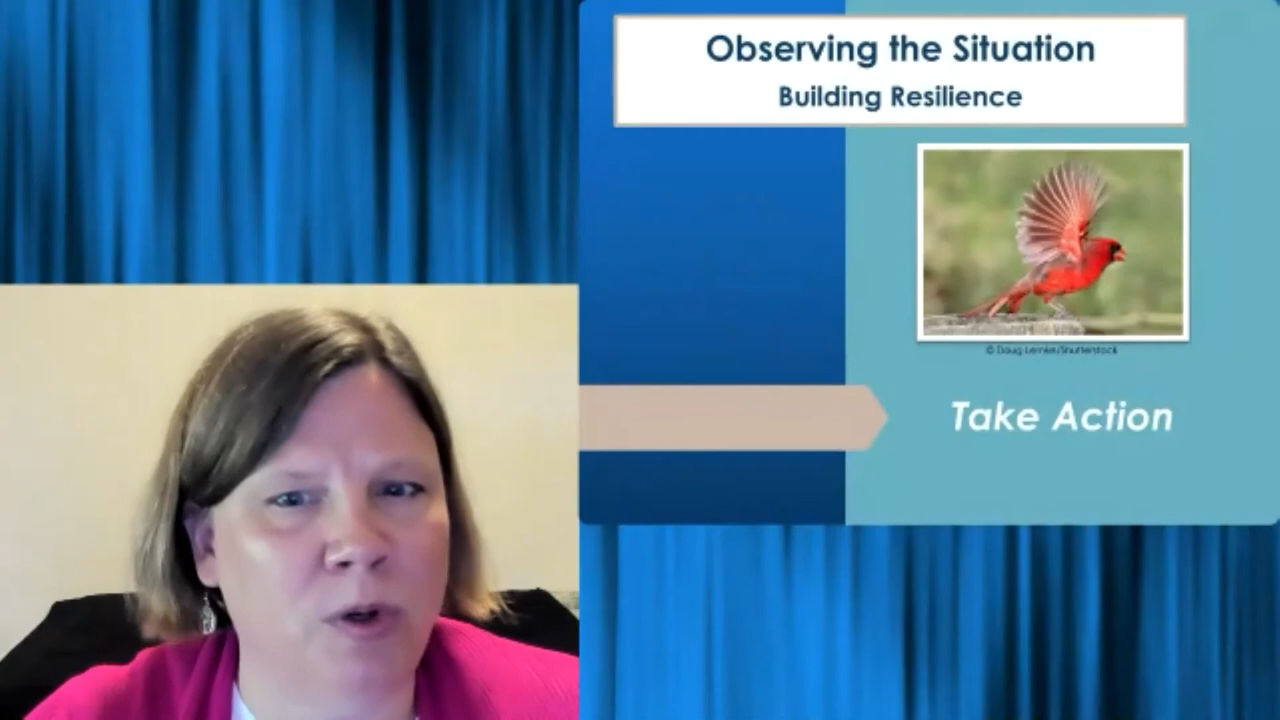 Observing the Situation
Building Resilience
© Doug Lemke/Shutterstock
Take Action